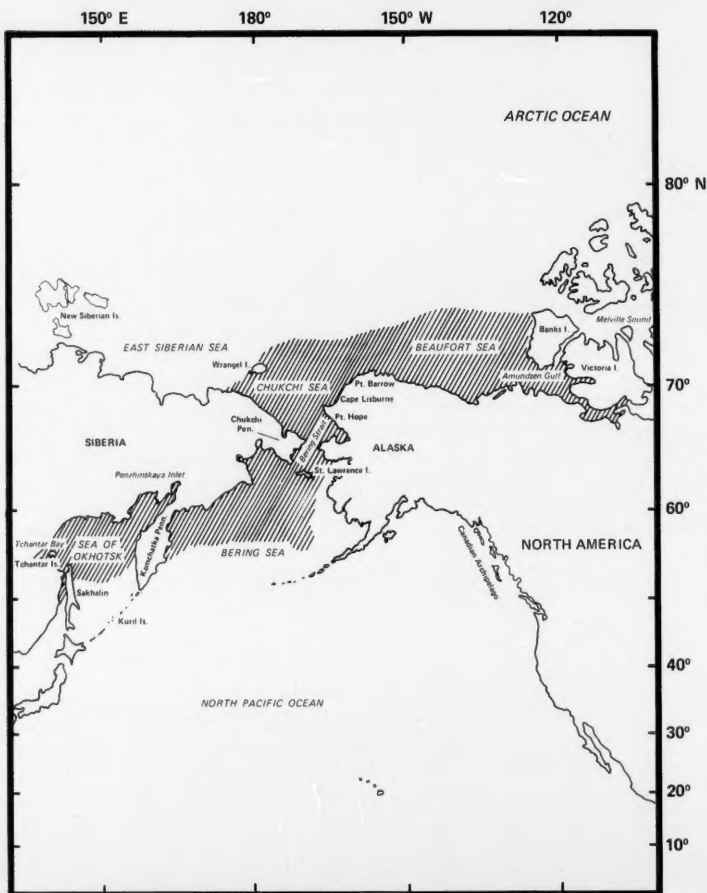 150° E
180°
150° W
120°
ARCTIC OCEAN
80° N
New Siberian Is.
EAST SIBERIAN SEA
Wrangel I.
CHUKCHI SEA
BEAUFORT SEA
Banks I.
Melville Sound
Pt. Barrow
Cape Lisburne
Amundsen Gulf
Victoria I.
70°
Pt. Hope
Chukchi
Pen.
Bering Strait
SIBERIA
ALASKA
St. Lawrence I.
Penzhinskaya Inlet
60°
Tchantar Bay
SEA OF
OKHOTSK
Kamchatka Penn
BERING SEA
NORTH AMERICA
Tchantar Is.
Canadian Archipelago
Sakhalin
Kuril Is.
40°
NORTH PACIFIC OCEAN
30°
20°
10°